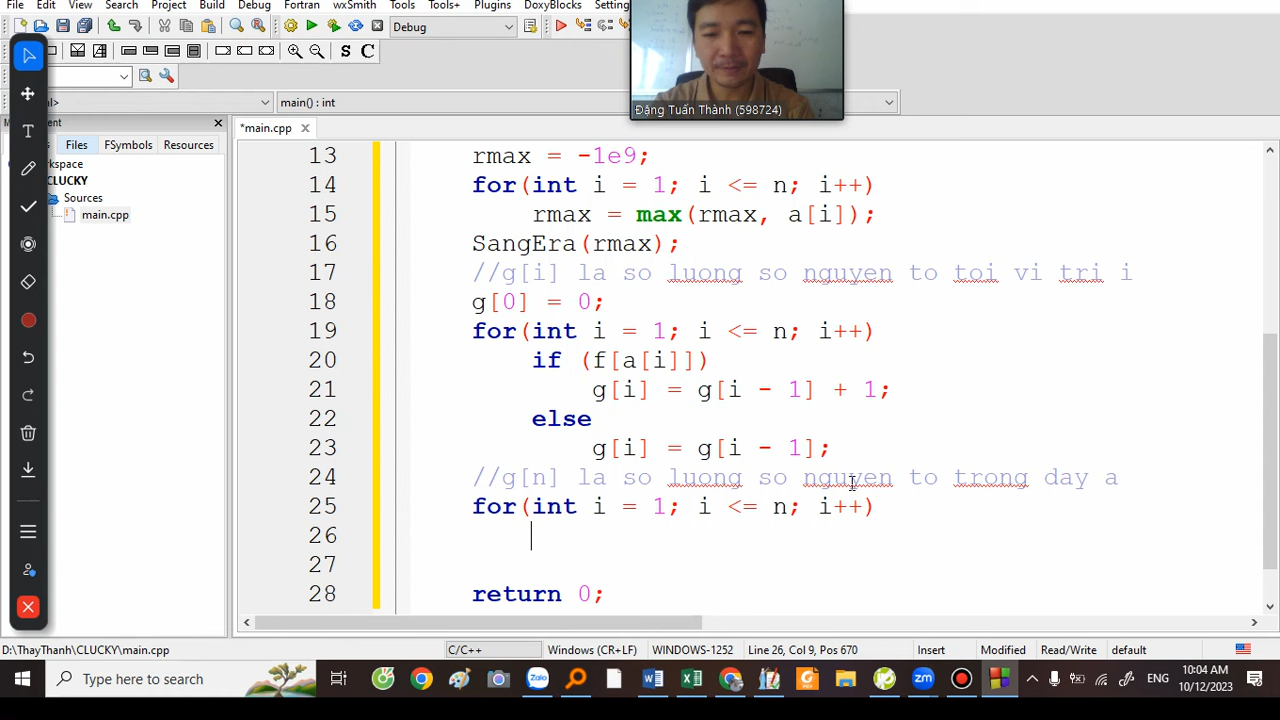 File View Search Project Build Debug Fortran wxSmith Tools Tools+ Plugins DoxyBlocks
Debug
S C
main() : int
Đặng Tuấn Thành (598724)
*main.cpp
Files FSymbols Resources
CLUCKY
Sources
main.cpp
13 rmax = -1e9;
14 for(int i = 1; i <= n; i++)
15 rmax = max(rmax, a[i]);
16 SangEra(rmax);
17 //g[i] la so luong so nguyen to toi vi tri i
18 g[0] = 0;
19 for(int i = 1; i <= n; i++)
20 if (f[a[i]])
21 g[i] = g[i - 1] + 1;
22 else
23 g[i] = g[i - 1];
24 //g[n] la so luong so nguyen to trong day a
25 for(int i = 1; i <= n; i++)
26
27
28 return 0;
D:\ThayThanh\CLUCKY\main.cpp C/C++ Windows (CR+LF) WINDOWS-1252 Line 26, Col 9, Pos 670 Insert Modified Read/Write default
Type here to search
zm
ENG
10:04 AM
10/12/2023